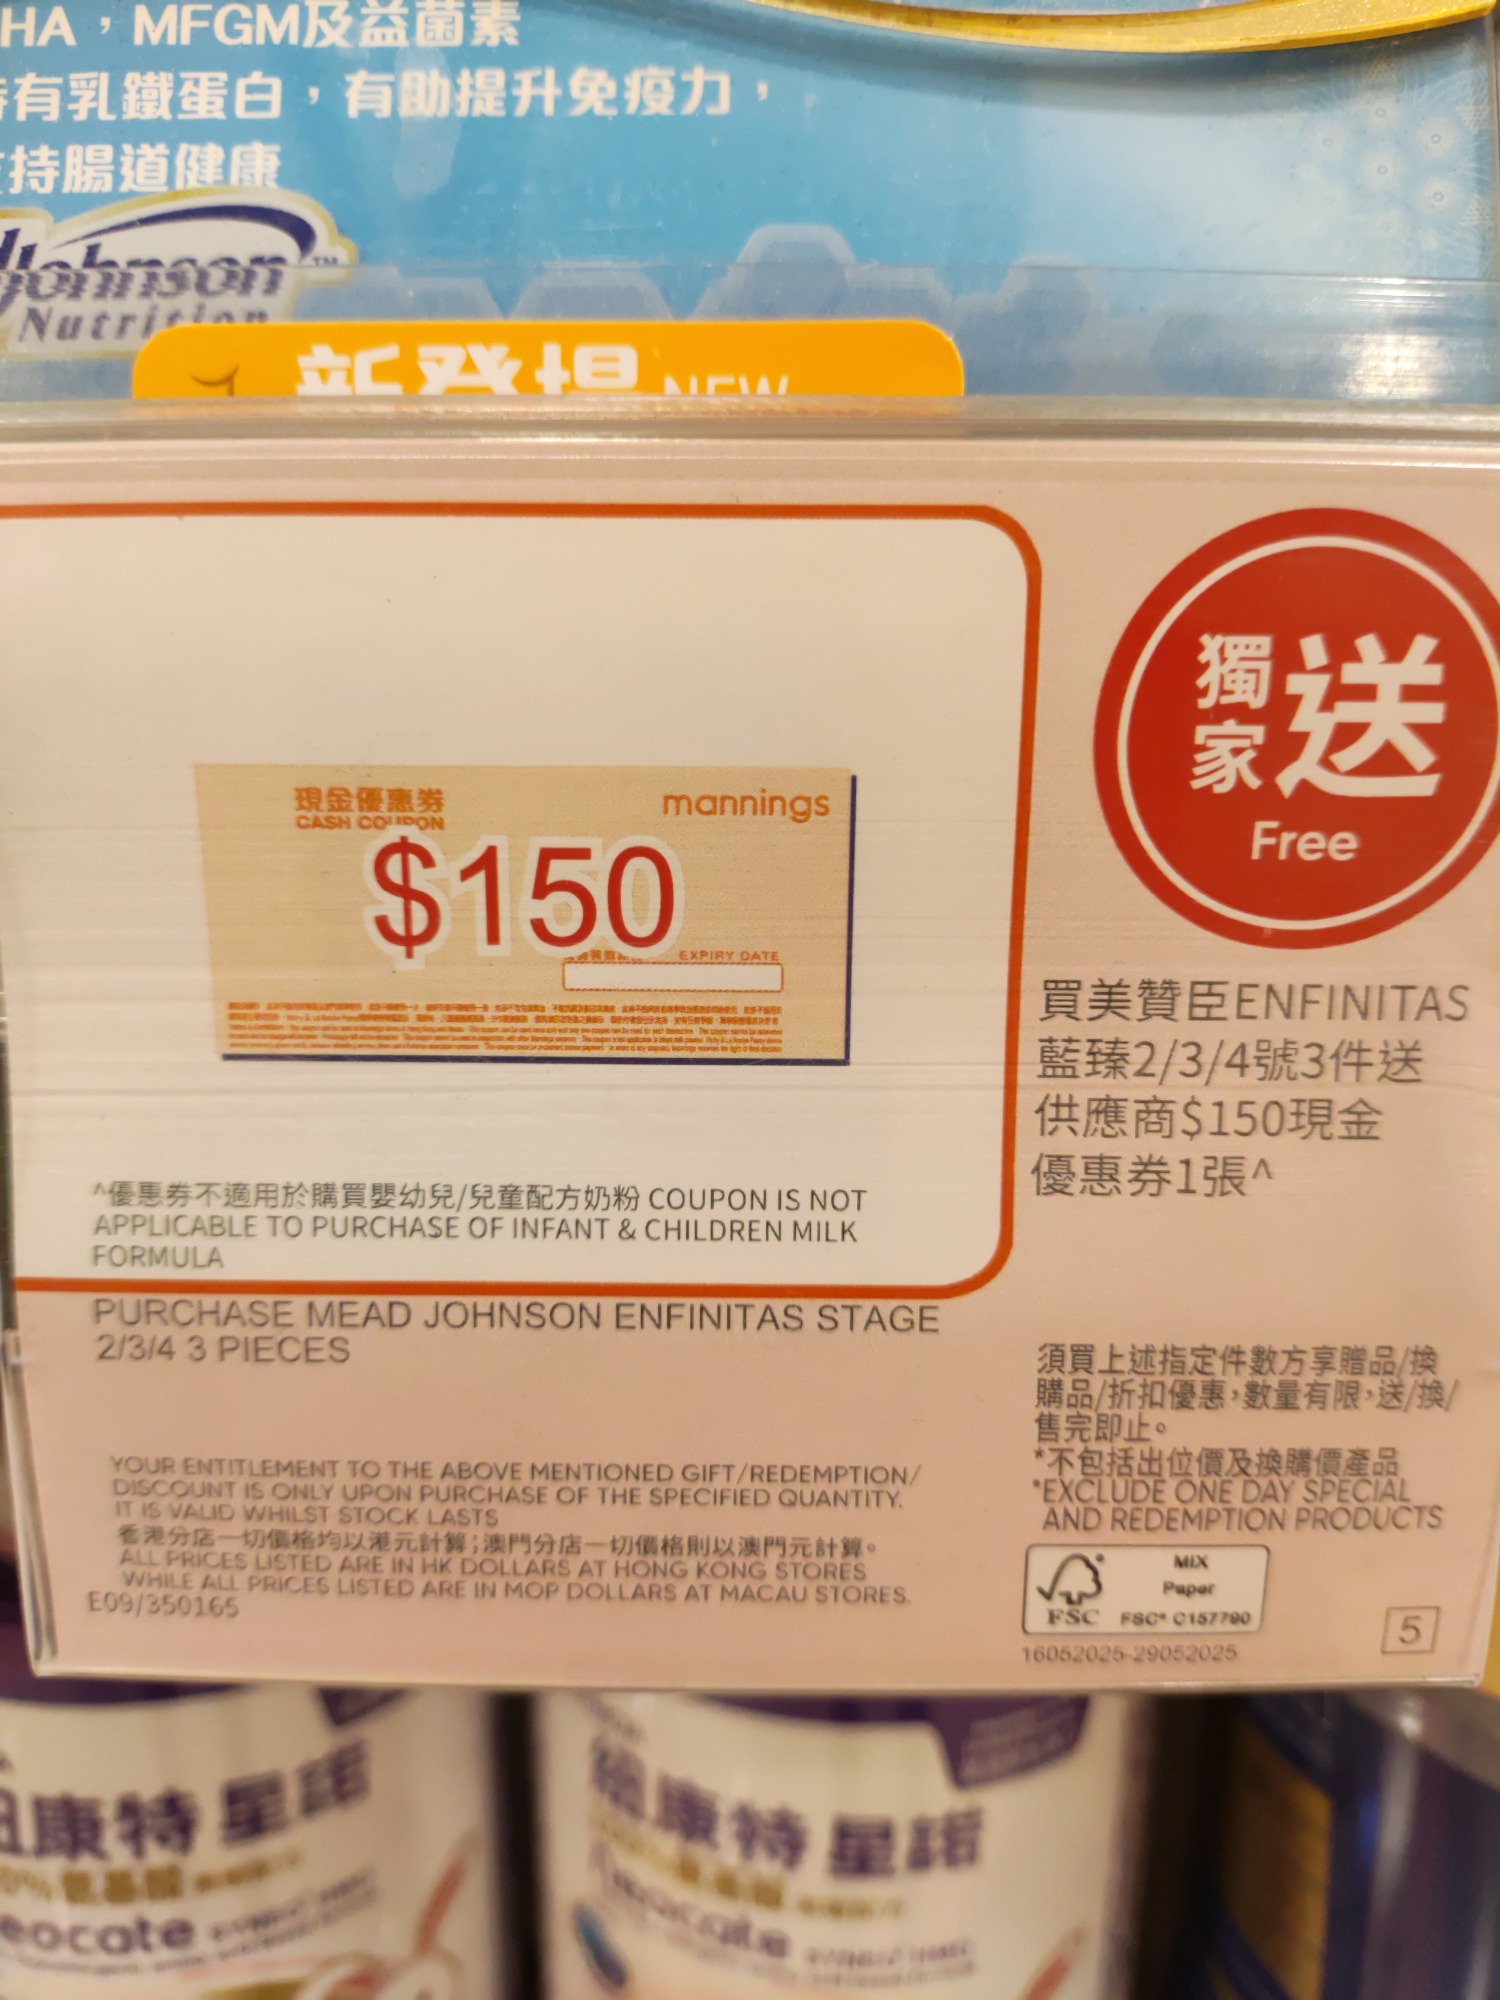 HA，MFGM及益菌素
有乳鐵蛋白，有助提升免疫力，
持腸道健康
Johnson™
Nutrition
新登場 NEW
獨家送
Free
現金優惠券
CASH COUPON
mannings
$150
EXPIRY DATE
買美贊臣ENFINITAS
藍臻2/3/4號3件送
供應商$150現金
優惠券1張^
^優惠券不適用於購買嬰幼兒/兒童配方奶粉 COUPON IS NOT
APPLICABLE TO PURCHASE OF INFANT & CHILDREN MILK
FORMULA
PURCHASE MEAD JOHNSON ENFINITAS STAGE
2/3/4 3 PIECES
須買上述指定件數方享贈品/換
購品/折扣優惠，數量有限，送/換/
售完即止。
*不包括出位價及換購價產品
*EXCLUDE ONE DAY SPECIAL
AND REDEMPTION PRODUCTS
YOUR ENTITLEMENT TO THE ABOVE MENTIONED GIFT/REDEMPTION/
DISCOUNT IS ONLY UPON PURCHASE OF THE SPECIFIED QUANTITY.
IT IS VALID WHILST STOCK LASTS
香港分店一切價格均以港元計算；澳門分店一切價格則以澳門元計算。
ALL PRICES LISTED ARE IN HK DOLLARS AT HONG KONG STORES
WHILE ALL PRICES LISTED ARE IN MOP DOLLARS AT MACAU STORES.
E09/350165
FSC
MIX
Paper
FSC® C157790
16052025-29052025
5
康特星諾
eocate
紐康特星諾
Neocate